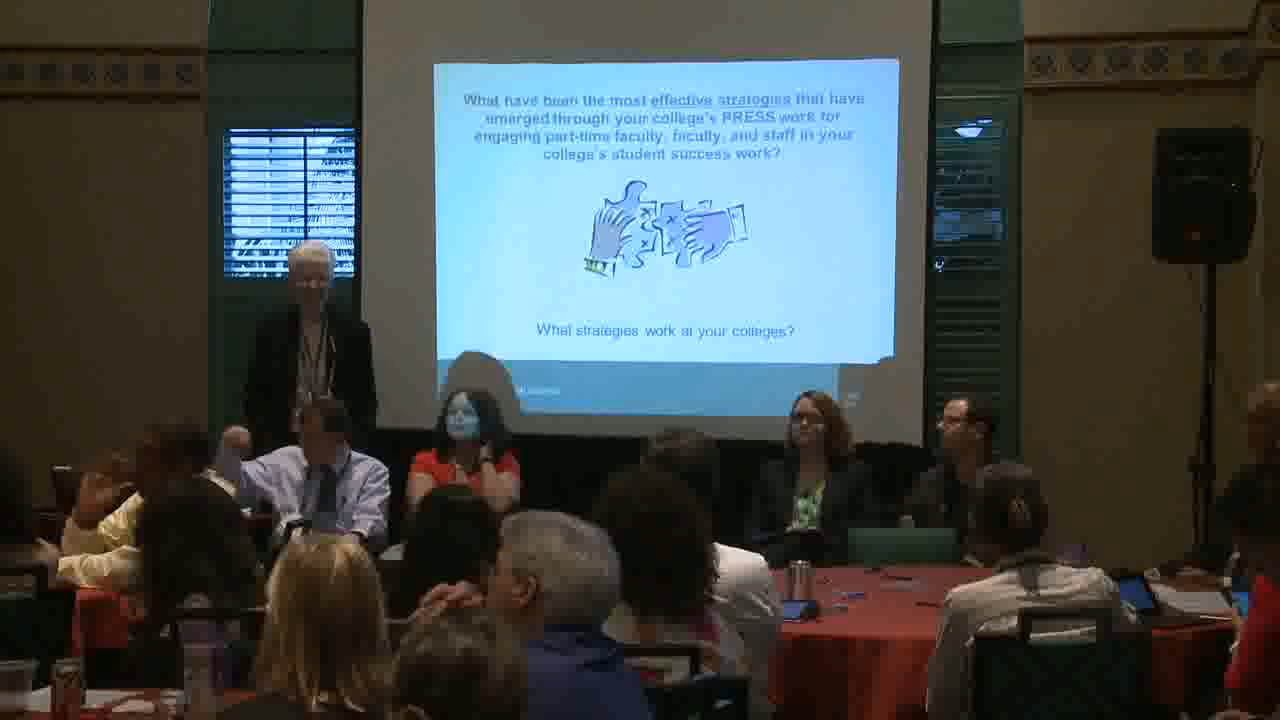 What have been the most effective strategies that have
emerged through your college's PRESS work for
engaging part-time faculty, faculty, and staff in your
college's student success work?
What strategies work at your colleges?